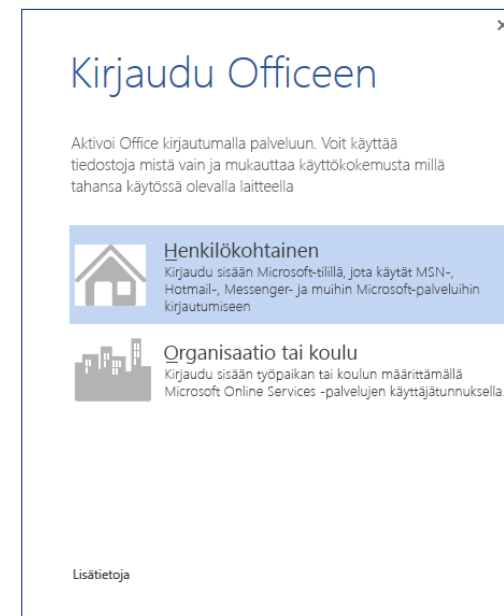 Kirjaudu Officeen
Aktivoi Office kirjautumalla palveluun. Voit käyttää
tiedostoja mistä vain ja mukauttaa käyttökokemusta millä
tahansa käytössä olevalla laitteella
Henkilökohtainen
Kirjaudu sisään Microsoft-tilillä, jota käytät MSN-,
Hotmail-, Messenger- ja muihin Microsoft-palveluihin
kirjautumiseen
Organisaatio tai koulu
Kirjaudu sisään työpaikan tai koulun määrittämällä
Microsoft Online Services -palvelujen käyttäjätunnuksella.
Lisätietoja